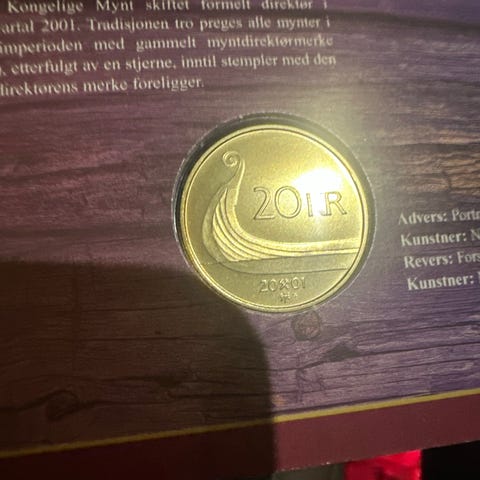 Kongelige Mynt skiftet formelt direktør i
kvartal 2001. Tradisjonen tro preges alle mynter i
imperioden med gammelt myntdirektørmerke
, etterfulgt av en stjerne, inntil stempler med den
direktørens merke foreligger.
20 KR
20 01
Advers: Portr
Kunstner: N
Revers: Fors
Kunstner: